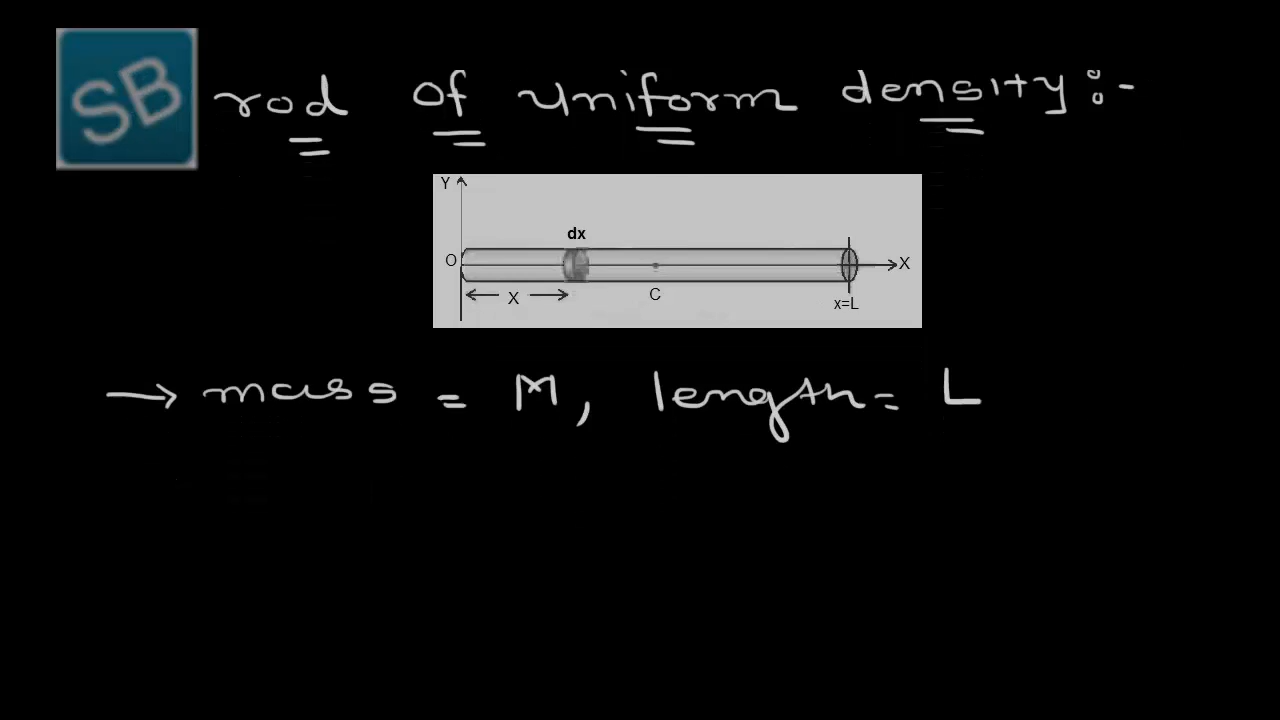 SB
rod of uniform density :-
Y
dx
O
X
X
C
x=L
→ mass = M, length = L